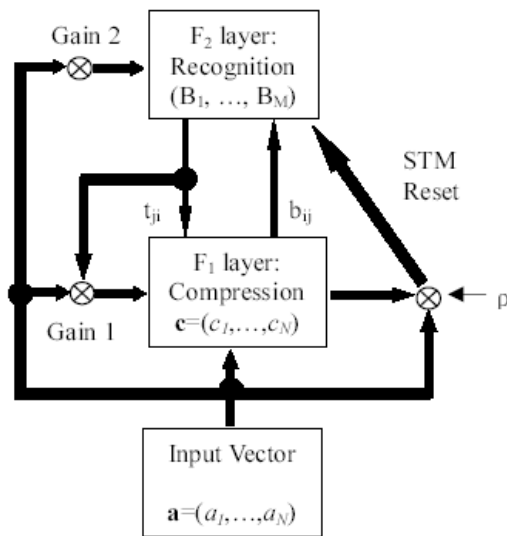 Gain 2
F₂ layer:
Recognition
(B₁, …, B_M)
STM
Reset
t_ji
b_ij
F₁ layer:
Compression
c=(c₁,…,c_N)
Gain 1
ρ
Input Vector
a=(a₁,…,a_N)